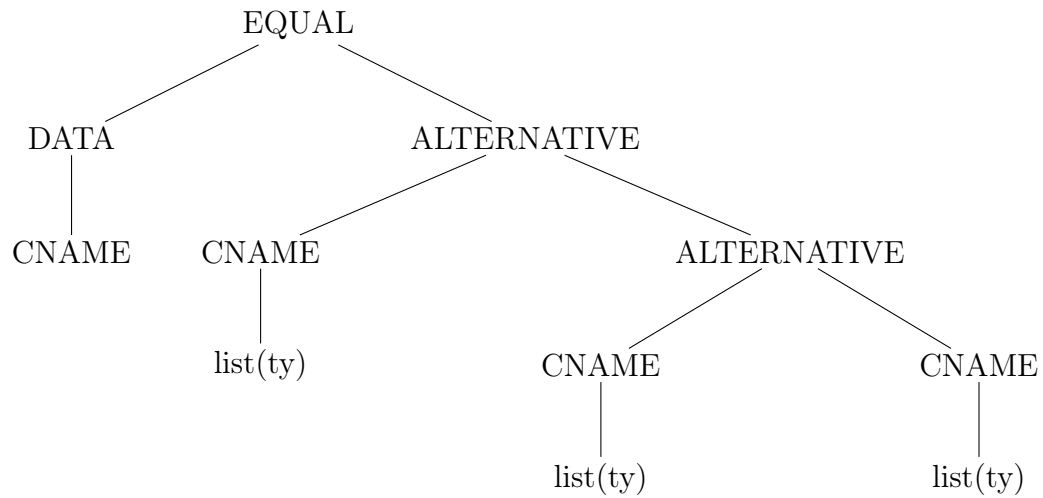 EQUAL
DATA ALTERNATIVE
CNAME CNAME ALTERNATIVE
list(ty) CNAME CNAME
list(ty) list(ty)